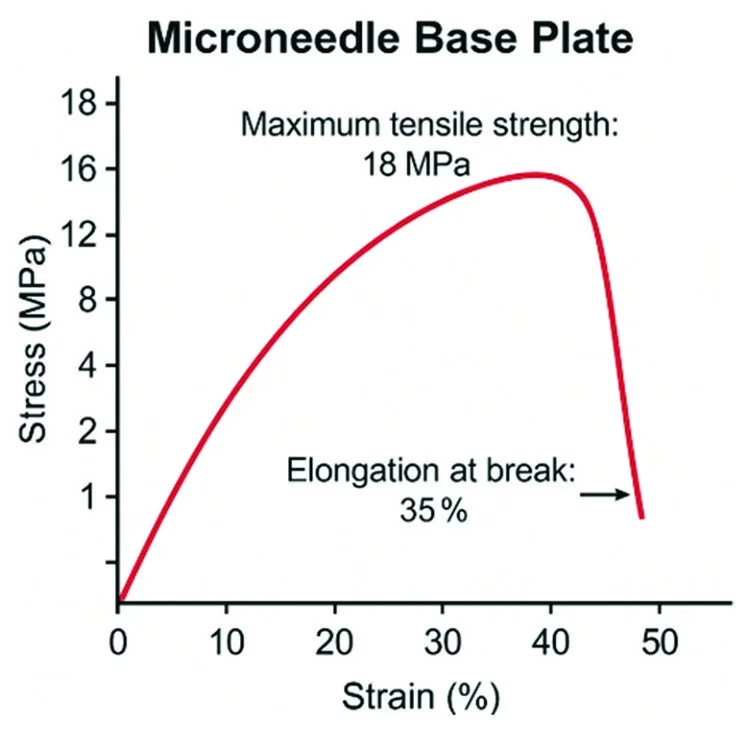 Microneedle Base Plate
Maximum tensile strength:
18 MPa
Stress (MPa)
18
16
12
8
4
2
1
Elongation at break:
35 %
0
10
20
30
40
50
Strain (%)